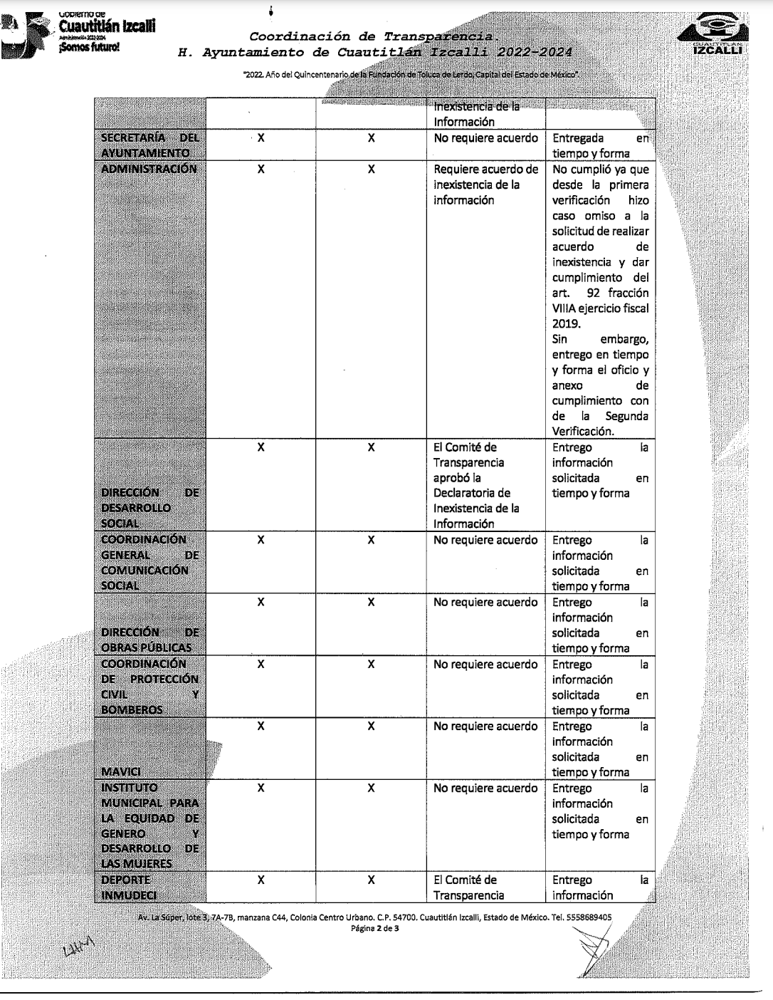 Gobierno de
Cuautitlán Izcalli
¡Somos futuro!
CUAUTITLÁN
IZCALLI
Coordinación de Transparencia.
H. Ayuntamiento de Cuautitlán Izcalli 2022-2024
"2022. Año del Quincentenario de la Fundación de Toluca de Lerdo, Capital del Estado de México".
Inexistencia de la
Información
SECRETARÍA DEL
AYUNTAMIENTO
X
X
No requiere acuerdo
Entregada en
tiempo y forma
ADMINISTRACIÓN
X
X
Requiere acuerdo de
inexistencia de la
información
No cumplió ya que
desde la primera
verificación hizo
caso omiso a la
solicitud de realizar
acuerdo de
inexistencia y dar
cumplimiento del
art. 92 fracción
VIIIA ejercicio fiscal
2019.
Sin embargo,
entrego en tiempo
y forma el oficio y
anexo de
cumplimiento con
de la Segunda
Verificación.
DIRECCIÓN DE
DESARROLLO
SOCIAL
X
X
El Comité de
Transparencia
aprobó la
Declaratoria de
Inexistencia de la
Información
Entrego la
información
solicitada en
tiempo y forma
COORDINACIÓN
GENERAL DE
COMUNICACIÓN
SOCIAL
X
X
No requiere acuerdo
Entrego la
información
solicitada en
tiempo y forma
DIRECCIÓN DE
OBRAS PÚBLICAS
X
X
No requiere acuerdo
Entrego la
información
solicitada en
tiempo y forma
COORDINACIÓN
DE PROTECCIÓN
CIVIL Y
BOMBEROS
X
X
No requiere acuerdo
Entrego la
información
solicitada en
tiempo y forma
MAVICI
X
X
No requiere acuerdo
Entrego la
información
solicitada en
tiempo y forma
INSTITUTO
MUNICIPAL PARA
LA EQUIDAD DE
GENERO Y
DESARROLLO DE
LAS MUJERES
X
X
No requiere acuerdo
Entrego la
información
solicitada en
tiempo y forma
DEPORTE
INMUDECI
X
X
El Comité de
Transparencia
Entrego la
información
Av. La Súper, lote 3, 7A-7B, manzana C44, Colonia Centro Urbano. C.P. 54700. Cuautitlán Izcalli, Estado de México. Tel. 5558689405
Página 2 de 3